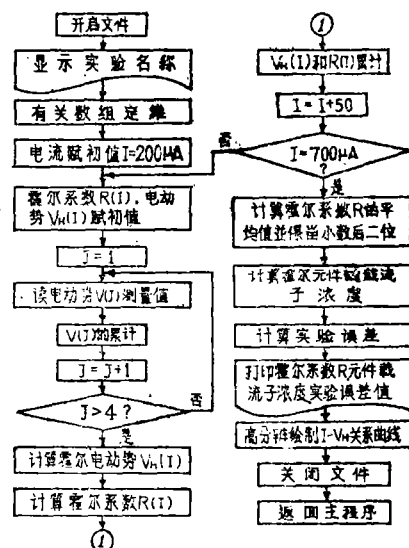 开启文件
显示实验名称
有关数组定维
电流赋初值I=200μA
霍尔系数R(I),电动
势VH(I)赋初值
J=1
读电动势V(J)测量值
V(J)的累计
J=J+1
J>4?
否
是
计算霍尔电动势VH(I)
计算霍尔系数R(I)
①
①
VH(I)和R(I)累计
I=I+50
否
I=700μA
?
是
计算霍尔系数R的平
均值並保留小数后二位
计算霍尔元件的载流
子浓度
计算实验误差
打印霍尔系数R元件载
流子浓度实验误差值
高分辨绘制I-VH关系曲线
关闭文件
返回主程序